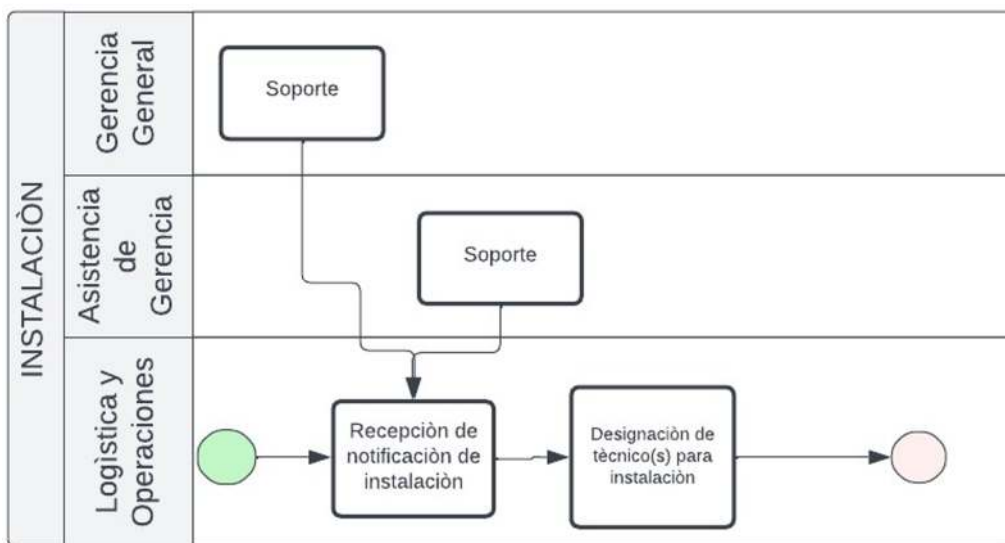 INSTALACIÒN
Gerencia
General
Soporte
Asistencia
de
Gerencia
Soporte
Logìstica y
Operaciones
Recepciòn de
notificaciòn de
instalaciòn
Designaciòn de
tècnico(s) para
instalaciòn